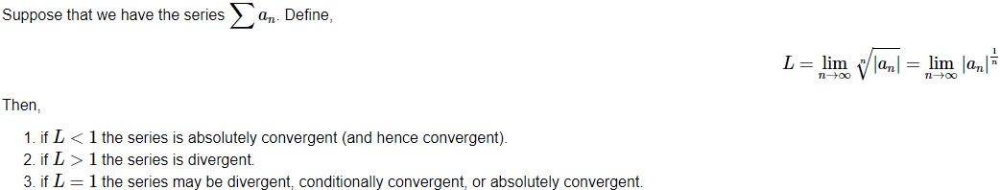 Suppose that we have the series $\sum a_n$. Define,
$L = \lim_{n \to \infty} \sqrt[n]{|a_n|} = \lim_{n \to \infty} |a_n|^{\frac{1}{n}}$
Then,
1. if $L < 1$ the series is absolutely convergent (and hence convergent).
2. if $L > 1$ the series is divergent.
3. if $L = 1$ the series may be divergent, conditionally convergent, or absolutely convergent.